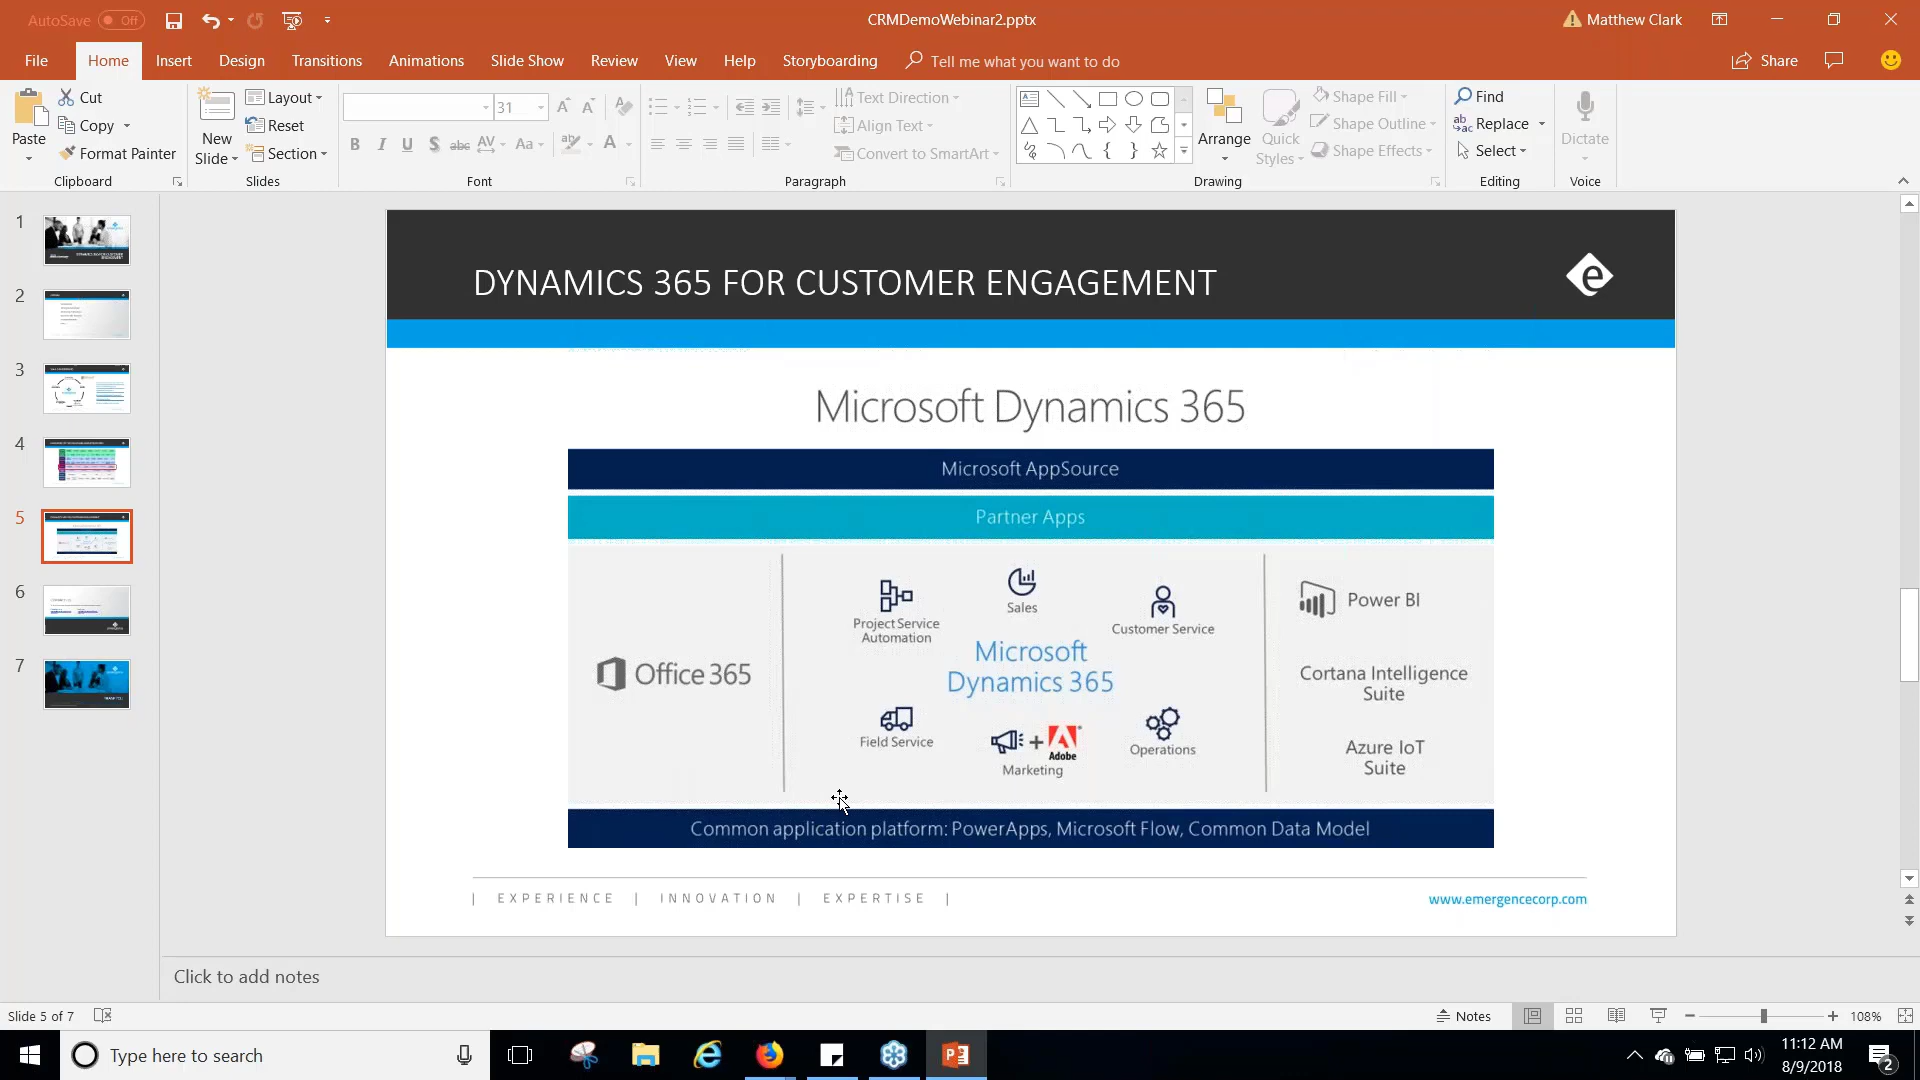 AutoSave Off
CRMDemoWebinar2.pptx
Matthew Clark
File Home Insert Design Transitions Animations Slide Show Review View Help Storyboarding Tell me what you want to do
Share
Cut
Copy
Format Painter
Paste
Clipboard
New
Slide
Layout
Reset
Section
Slides
31
B I U S abc AV Aa A
Font
Text Direction
Align Text
Convert to SmartArt
Paragraph
Arrange
Quick
Styles
Shape Fill
Shape Outline
Shape Effects
Drawing
Find
Replace
Select
Editing
Dictate
Voice
1
2
3
4
5
6
7
DYNAMICS 365 FOR CUSTOMER ENGAGEMENT
e
Microsoft Dynamics 365
Microsoft AppSource
Partner Apps
Office 365
Project Service
Automation
Sales
Customer Service
Microsoft
Dynamics 365
Field Service
+ Adobe
Marketing
Operations
Power BI
Cortana Intelligence
Suite
Azure IoT
Suite
Common application platform: PowerApps, Microsoft Flow, Common Data Model
| EXPERIENCE | INNOVATION | EXPERTISE |
www.emergencecorp.com
Click to add notes
Slide 5 of 7
Notes
108%
Type here to search
11:12 AM
8/9/2018
2